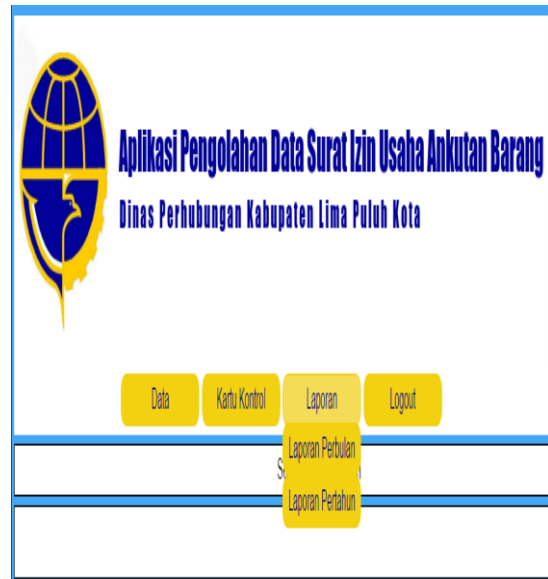 Aplikasi Pengolahan Data Surat Izin Usaha Ankutan Barang
Dinas Perhubungan Kabupaten Lima Puluh Kota
Data Kartu Kontrol Laporan Logout
Laporan Perbulan
Laporan Pertahun